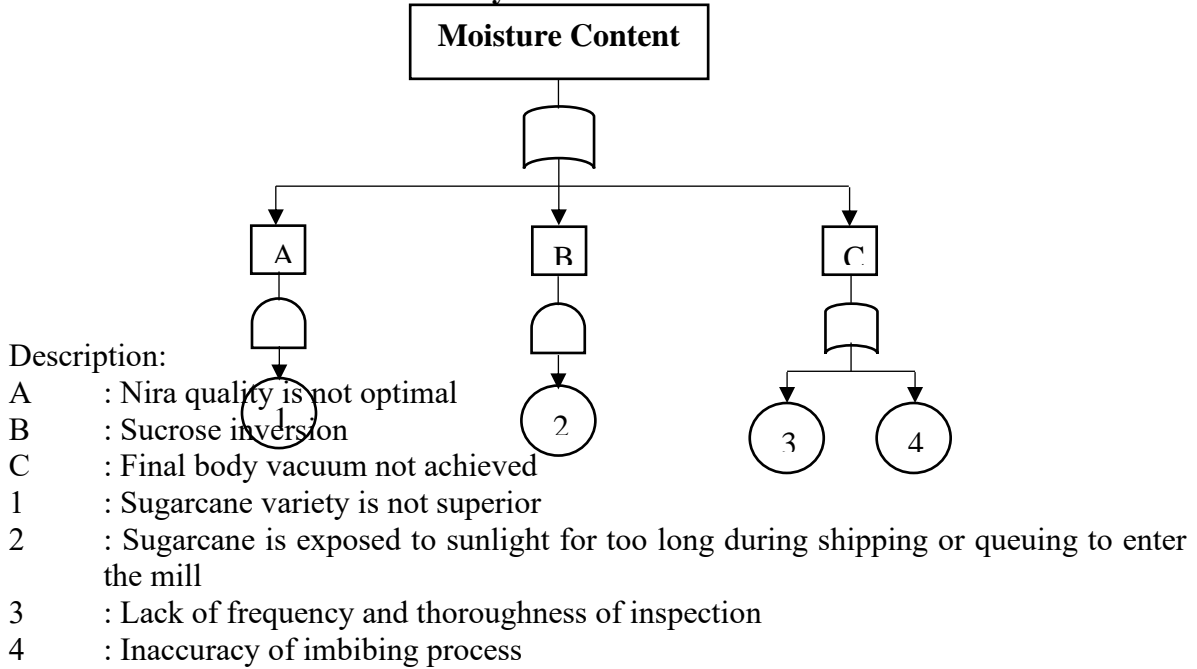 Moisture Content
A
B
C
1
2
3
4
Description:
A : Nira quality is not optimal
B : Sucrose inversion
C : Final body vacuum not achieved
1 : Sugarcane variety is not superior
2 : Sugarcane is exposed to sunlight for too long during shipping or queuing to enter
the mill
3 : Lack of frequency and thoroughness of inspection
4 : Inaccuracy of imbibing process